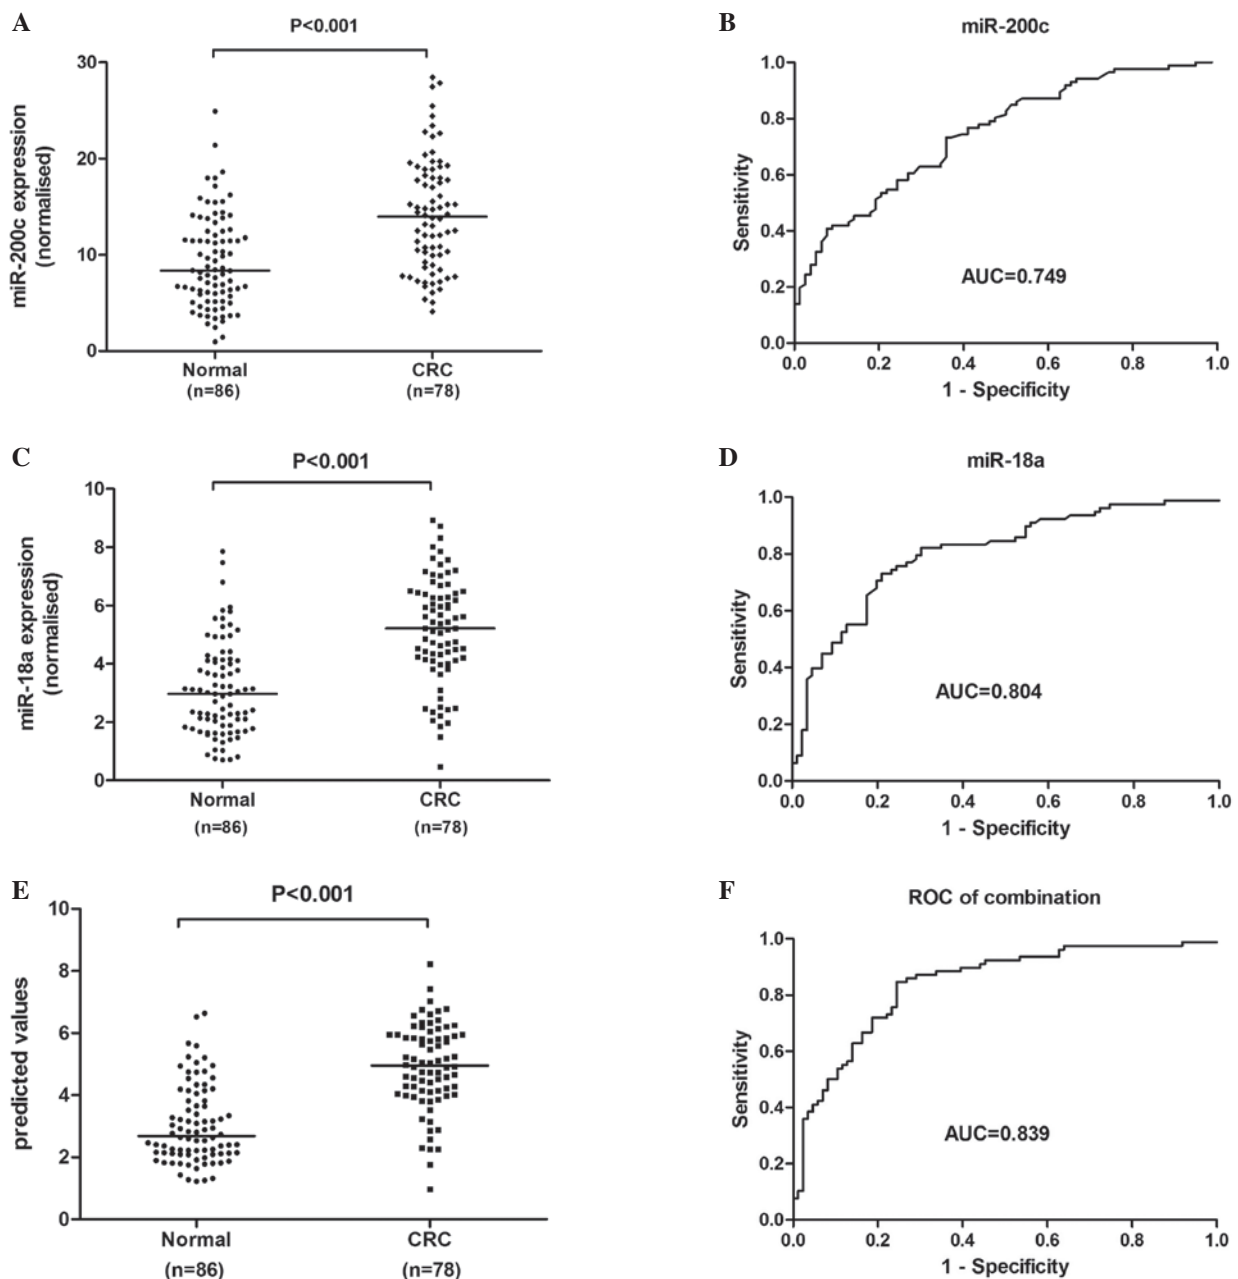 A
P<0.001
miR-200c expression
(normalised)
30
20
10
0
Normal
(n=86)
CRC
(n=78)
B
miR-200c
Sensitivity
1.0
0.8
0.6
0.4
0.2
0.0
AUC=0.749
0.0 0.2 0.4 0.6 0.8 1.0
1 - Specificity
C
P<0.001
miR-18a expression
(normalised)
10
8
6
4
2
0
Normal
(n=86)
CRC
(n=78)
D
miR-18a
Sensitivity
1.0
0.8
0.6
0.4
0.2
0.0
AUC=0.804
0.0 0.2 0.4 0.6 0.8 1.0
1 - Specificity
E
P<0.001
predicted values
10
8
6
4
2
0
Normal
(n=86)
CRC
(n=78)
F
ROC of combination
Sensitivity
1.0
0.8
0.6
0.4
0.2
0.0
AUC=0.839
0.0 0.2 0.4 0.6 0.8 1.0
1 - Specificity